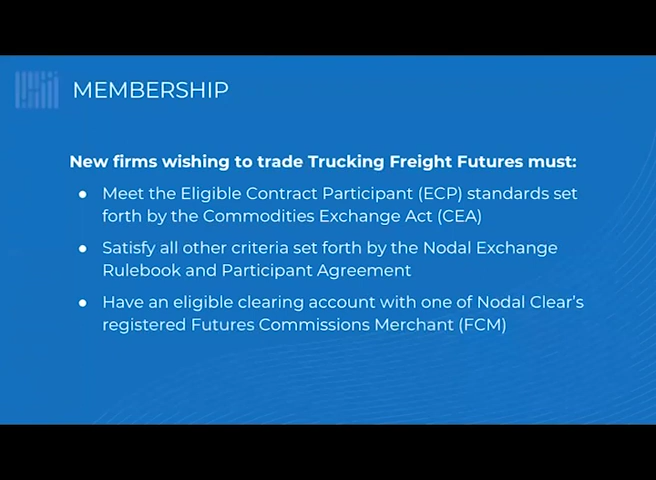 MEMBERSHIP
New firms wishing to trade Trucking Freight Futures must:
● Meet the Eligible Contract Participant (ECP) standards set
forth by the Commodities Exchange Act (CEA)
● Satisfy all other criteria set forth by the Nodal Exchange
Rulebook and Participant Agreement
● Have an eligible clearing account with one of Nodal Clear's
registered Futures Commissions Merchant (FCM)